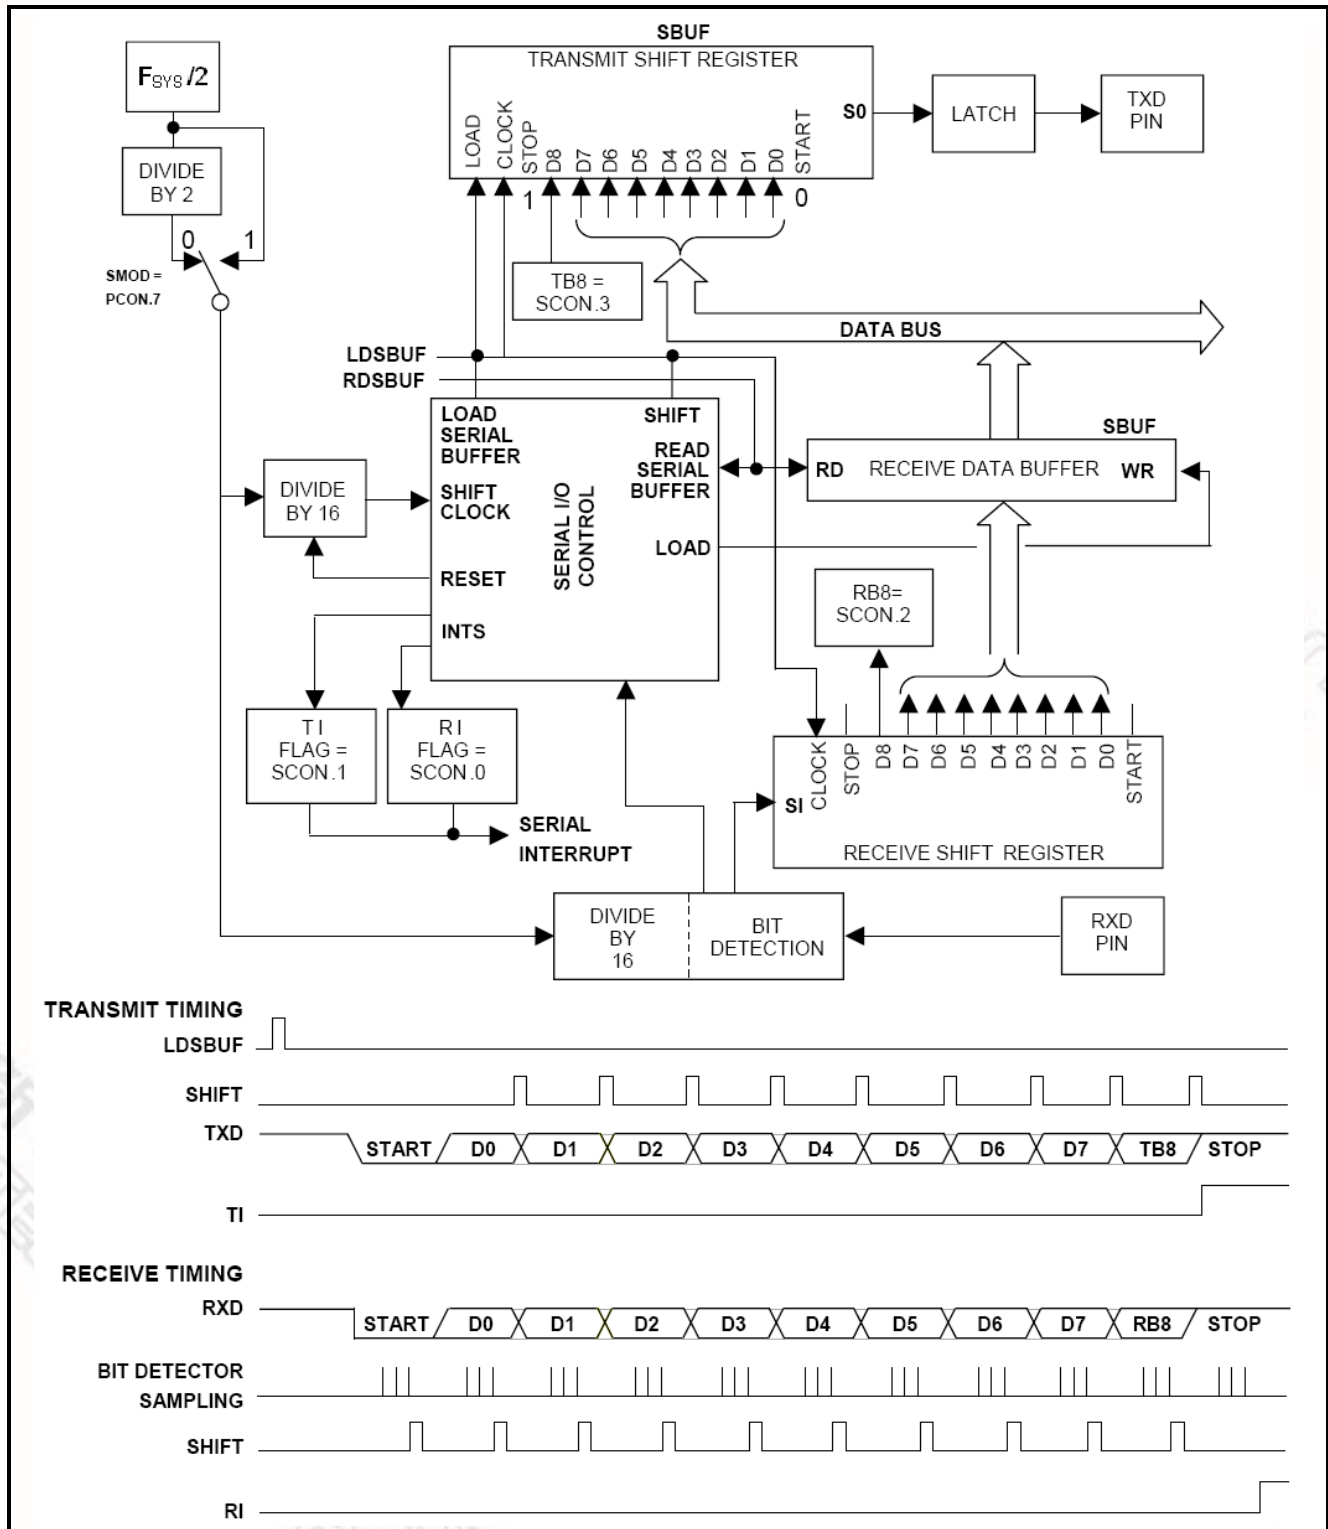 SBUF
TRANSMIT SHIFT REGISTER
F SYS /2
LOAD
CLOCK
STOP
D8
D7
D6
D5
D4
D3
D2
D1
D0
START
S0
LATCH
TXD
PIN
DIVIDE
BY 2
1
0
0
1
SMOD =
PCON.7
TB8 =
SCON.3
DATA BUS
LDSBUF
RDSBUF
LOAD
SERIAL
BUFFER
SHIFT
READ
SERIAL
BUFFER
SHIFT
CLOCK
SERIAL I/O
CONTROL
LOAD
RESET
INTS
DIVIDE
BY 16
SBUF
RD
RECEIVE DATA BUFFER
WR
RB8=
SCON.2
T I
FLAG =
SCON.1
R I
FLAG =
SCON.0
SERIAL
INTERRUPT
CLOCK
STOP
D8
D7
D6
D5
D4
D3
D2
D1
D0
START
SI
RECEIVE SHIFT REGISTER
DIVIDE
BY
16
BIT
DETECTION
RXD
PIN
TRANSMIT TIMING
LDSBUF
SHIFT
TXD
START D0 D1 D2 D3 D4 D5 D6 D7 TB8 STOP
TI
RECEIVE TIMING
RXD
START D0 D1 D2 D3 D4 D5 D6 D7 RB8 STOP
BIT DETECTOR
SAMPLING
SHIFT
RI